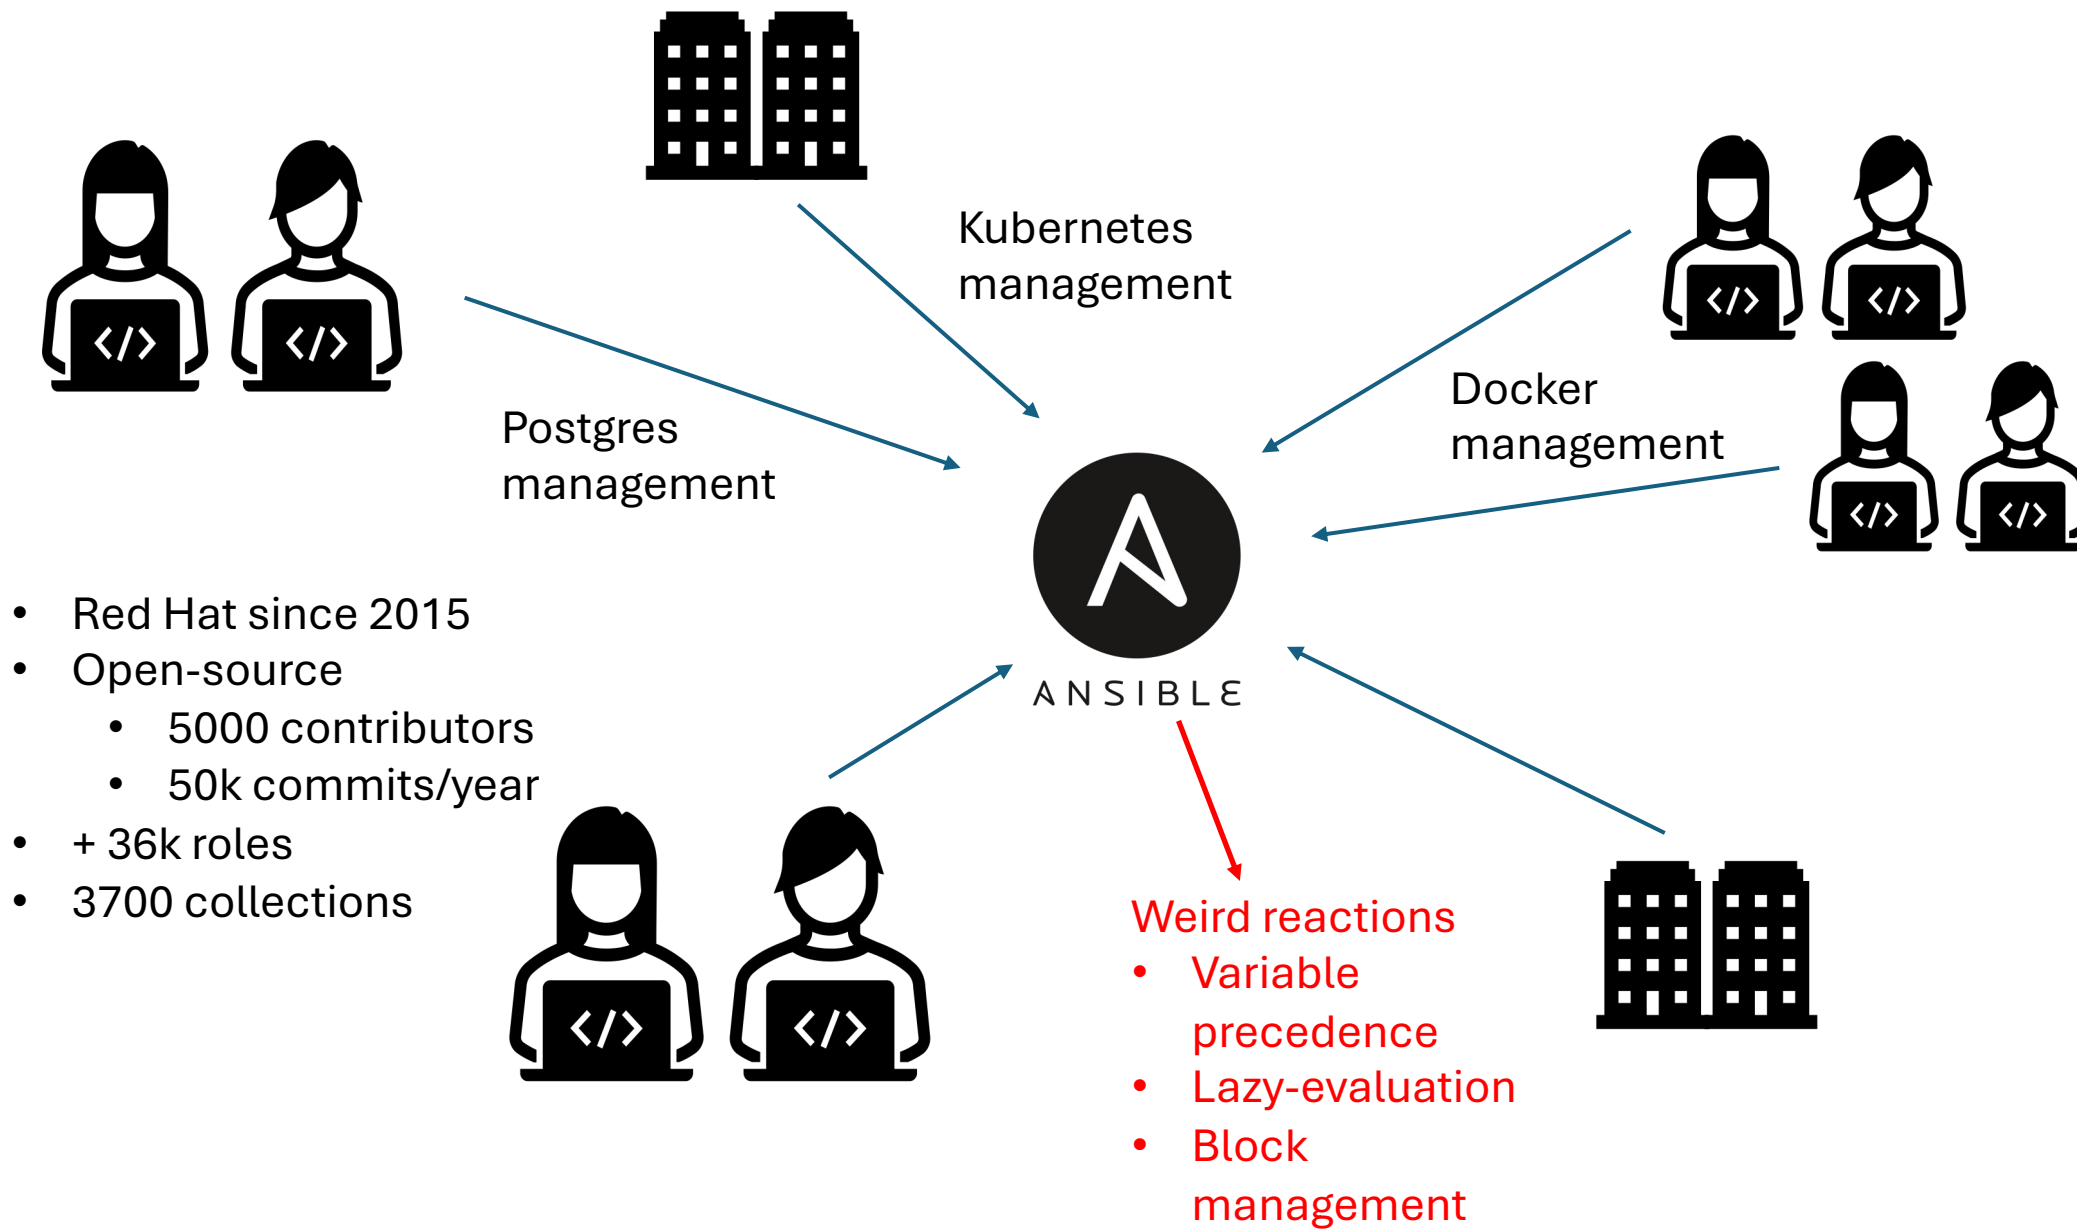 Kubernetes
management
Docker
management
Postgres
management
</>
</>
</>
</>
</>
</>
ANSIBLE
• Red Hat since 2015
• Open-source
• 5000 contributors
• 50k commits/year
• + 36k roles
• 3700 collections
</>
</>
Weird reactions
• Variable
precedence
• Lazy-evaluation
• Block
management